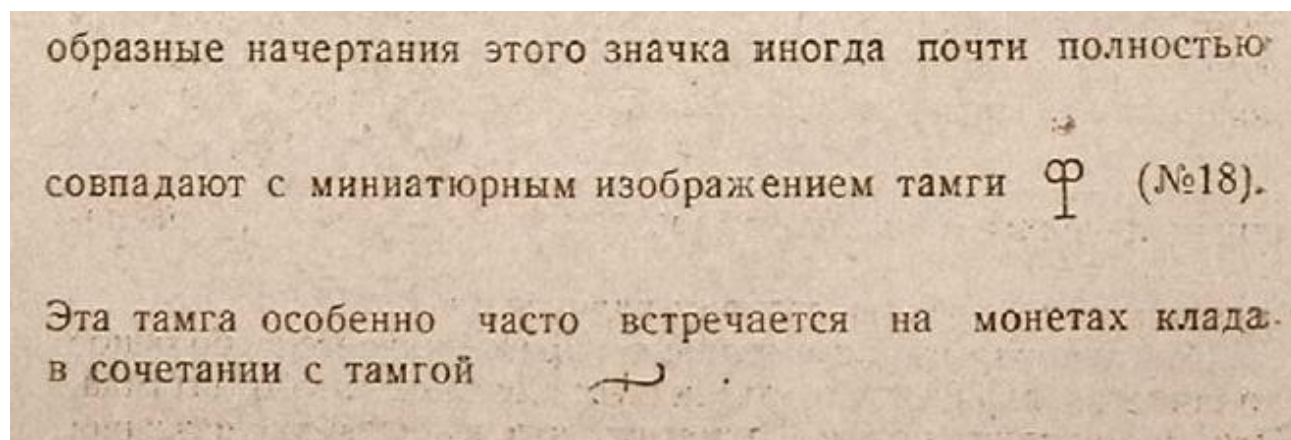 образные начертания этого значка иногда почти полностью
совпадают с миниатюрным изображением тамги (№18).
Эта тамга особенно часто встречается на монетах клада
в сочетании с тамгой .